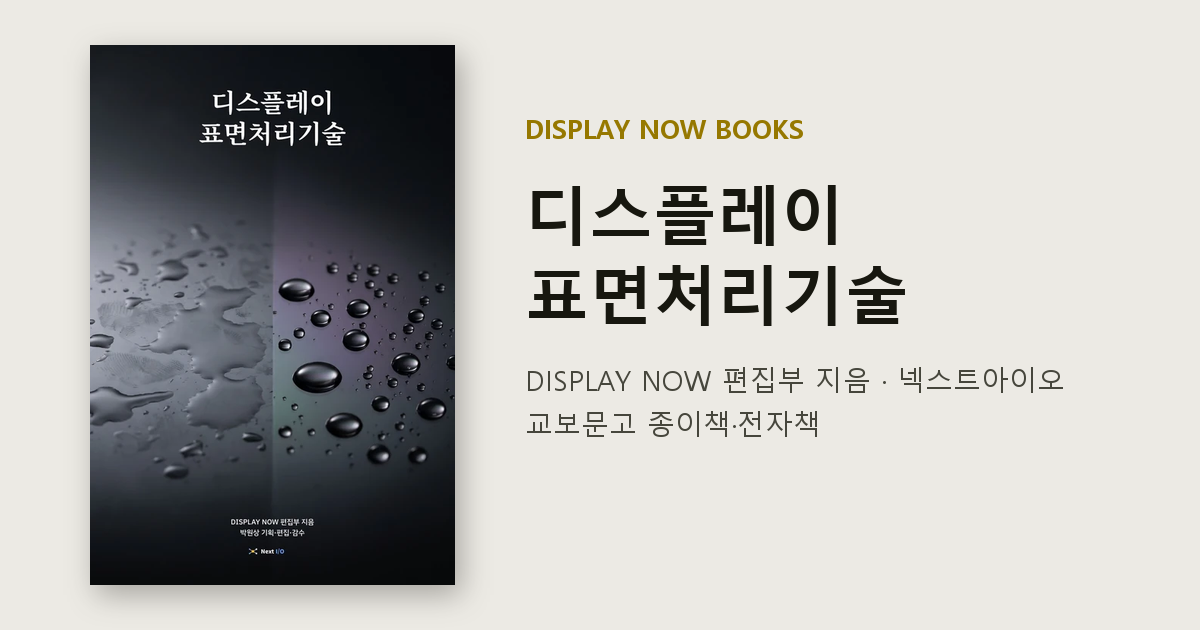 디스플레이
표면처리기술
DISPLAY NOW 편집부 지음
박원상 기획·편집·감수
Next I/O
DISPLAY NOW BOOKS
디스플레이
표면처리기술
DISPLAY NOW 편집부 지음 · 넥스트아이오
교보문고 종이책·전자책